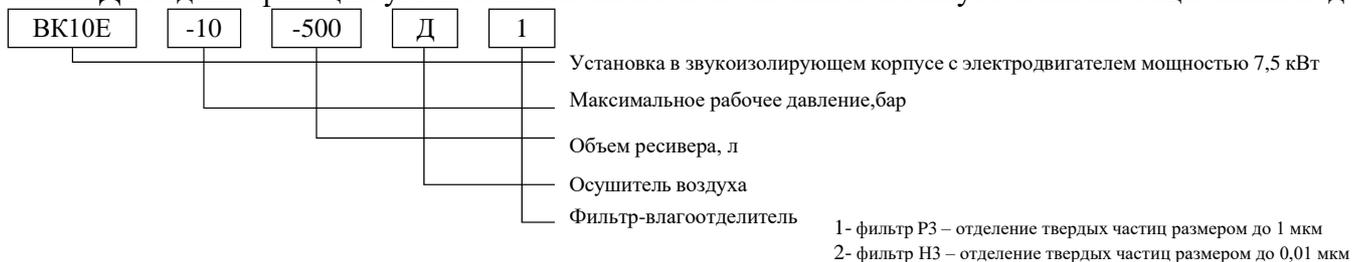 ВК10Е -10 -500 Д 1
Установка в звукоизолирующем корпусе с электродвигателем мощностью 7,5 кВт
Максимальное рабочее давление,бар
Объем ресивера, л
Осушитель воздуха
Фильтр-влагоотделитель
1- фильтр Р3 – отделение твердых частиц размером до 1 мкм
2- фильтр Н3 – отделение твердых частиц размером до 0,01 мкм